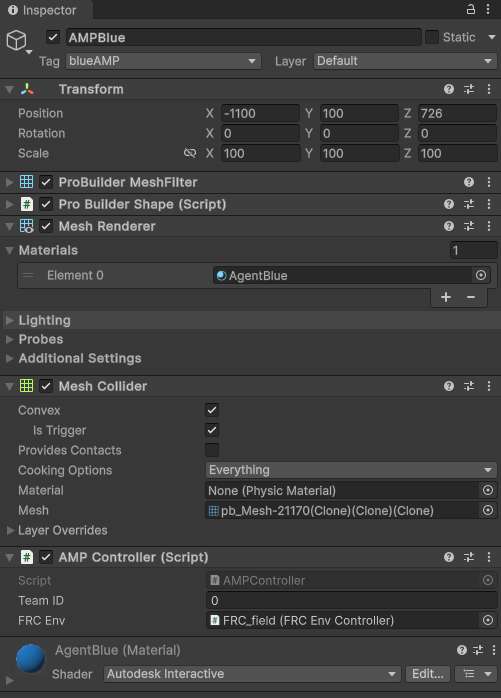 Inspector
AMPBlue Static
Tag blueAMP Layer Default
Transform
Position X -1100 Y 100 Z 726
Rotation X 0 Y 0 Z 0
Scale X 100 Y 100 Z 100
ProBuilder MeshFilter
# Pro Builder Shape (Script)
Mesh Renderer
Materials 1
Element 0 AgentBlue
+ −
Lighting
Probes
Additional Settings
Mesh Collider
Convex
Is Trigger
Provides Contacts
Cooking Options Everything
Material None (Physic Material)
Mesh pb_Mesh-21170(Clone)(Clone)(Clone)
Layer Overrides
# AMP Controller (Script)
Script # AMPController
Team ID 0
FRC Env # FRC_field (FRC Env Controller)
AgentBlue (Material)
Shader Autodesk Interactive Edit...